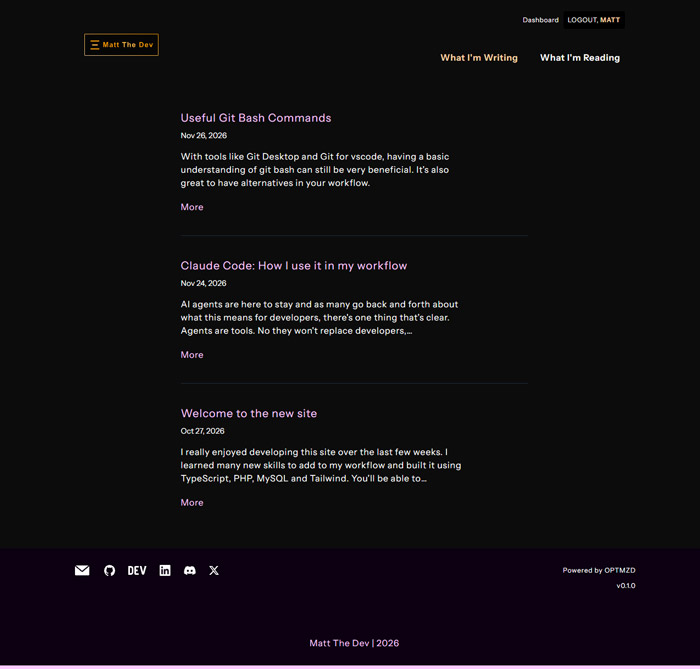 Dashboard LOGOUT, MATT
Matt The Dev
What I'm Writing What I'm Reading
Useful Git Bash Commands
Nov 26, 2026
With tools like Git Desktop and Git for vscode, having a basic
understanding of git bash can still be very beneficial. It's also
great to have alternatives in your workflow.
More
Claude Code: How I use it in my workflow
Nov 24, 2026
AI agents are here to stay and as many go back and forth about
what this means for developers, there's one thing that's clear.
Agents are tools. No they won't replace developers,...
More
Welcome to the new site
Oct 27, 2026
I really enjoyed developing this site over the last few weeks. I
learned many new skills to add to my workflow and built it using
TypeScript, PHP, MySQL and Tailwind. You'll be able to...
More
DEV in X
Powered by OPTMZD
v0.1.0
Matt The Dev | 2026